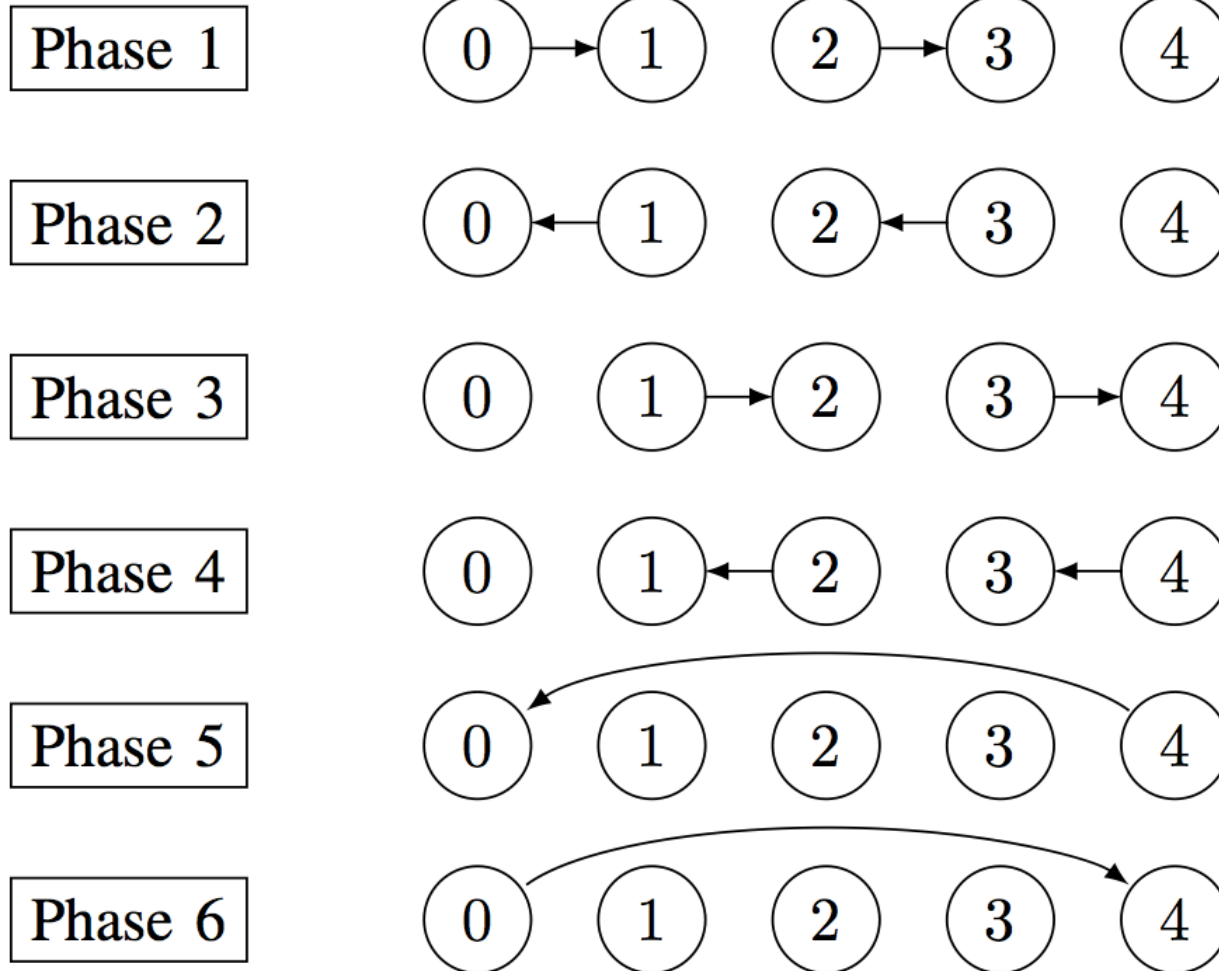 Phase 1 0 1 2 3 4
Phase 2 0 1 2 3 4
Phase 3 0 1 2 3 4
Phase 4 0 1 2 3 4
Phase 5 0 1 2 3 4
Phase 6 0 1 2 3 4